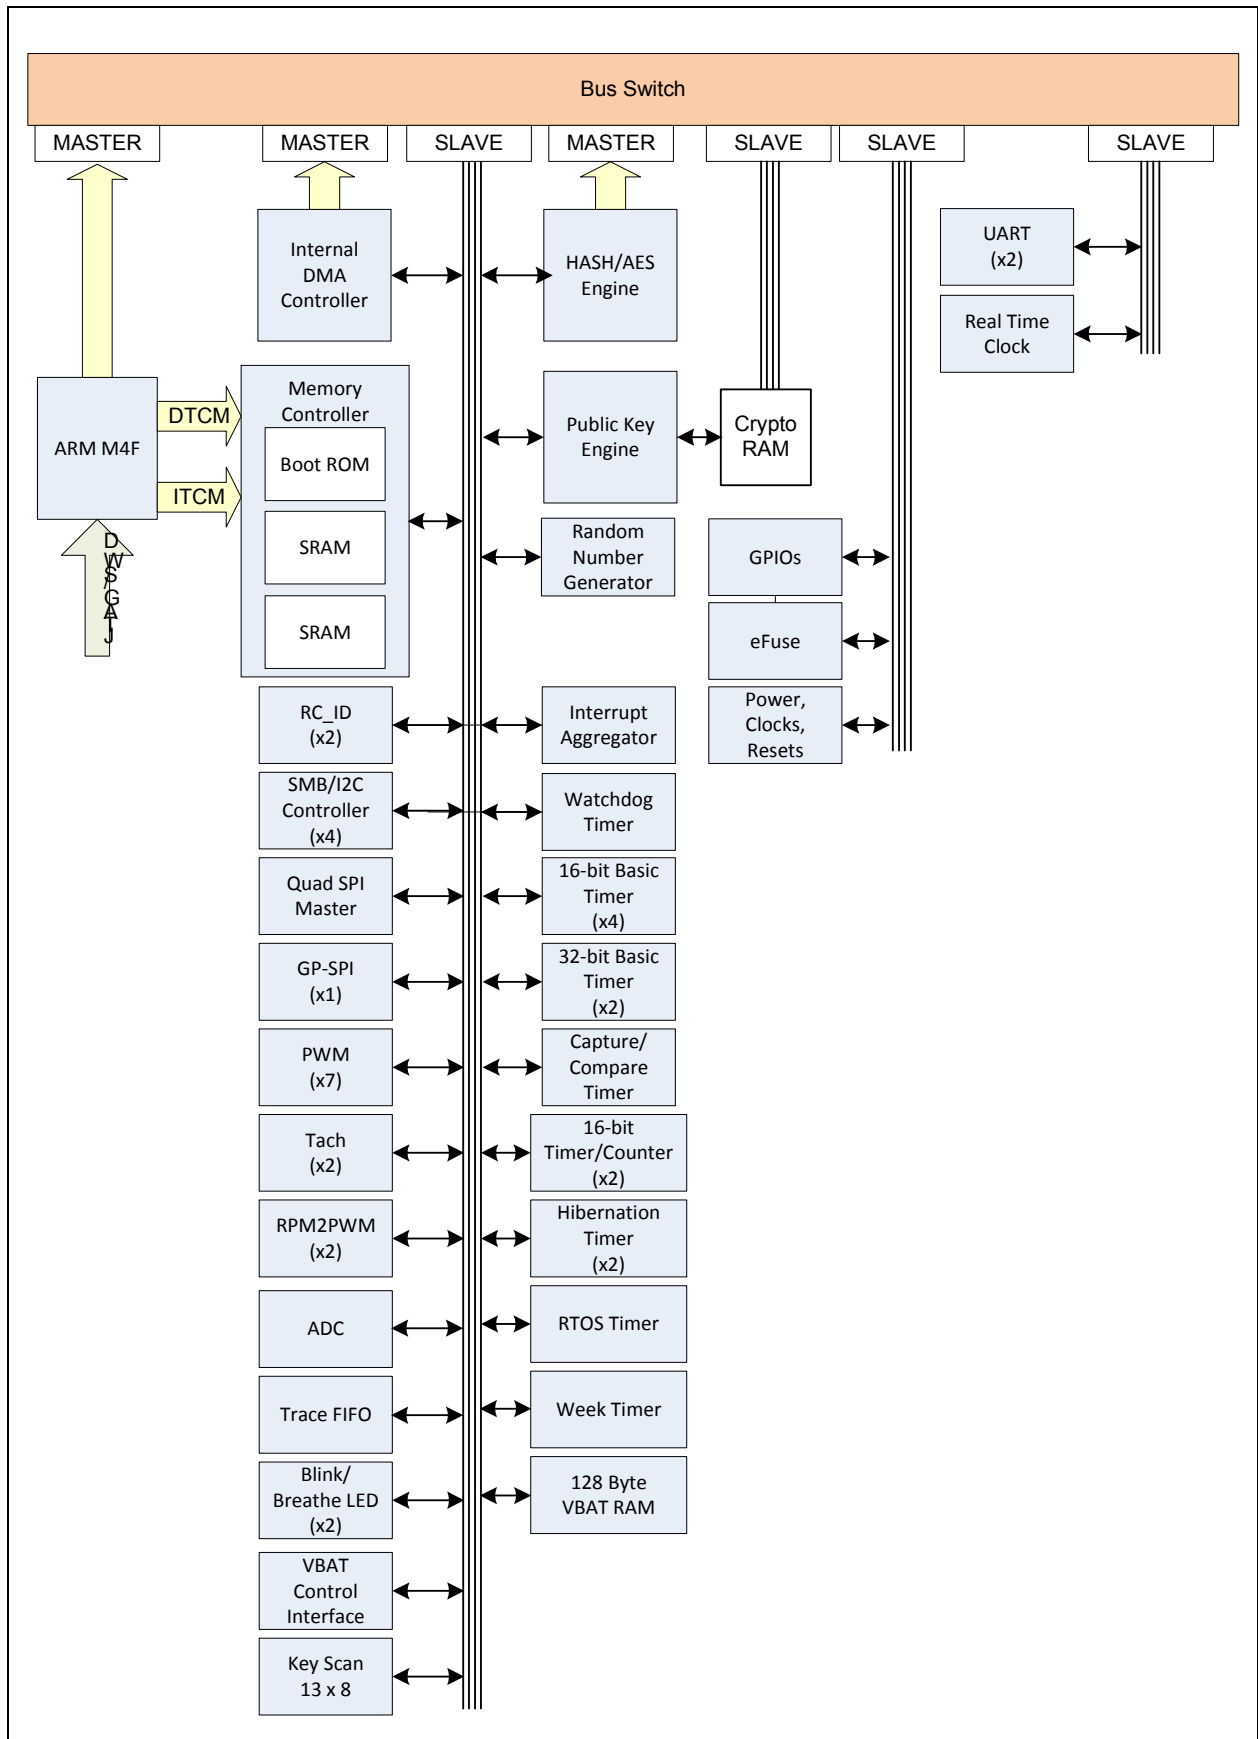 Bus Switch
MASTER
MASTER
SLAVE
MASTER
SLAVE
SLAVE
SLAVE
Internal
DMA
Controller
HASH/AES
Engine
UART
(x2)
Real Time
Clock
ARM M4F
DTCM
ITCM
JTAG/SWD
Memory
Controller
Boot ROM
SRAM
SRAM
Public Key
Engine
Crypto
RAM
Random
Number
Generator
GPIOs
eFuse
Power,
Clocks,
Resets
RC_ID
(x2)
Interrupt
Aggregator
SMB/I2C
Controller
(x4)
Watchdog
Timer
Quad SPI
Master
16-bit Basic
Timer
(x4)
GP-SPI
(x1)
32-bit Basic
Timer
(x2)
PWM
(x7)
Capture/
Compare
Timer
Tach
(x2)
16-bit
Timer/Counter
(x2)
RPM2PWM
(x2)
Hibernation
Timer
(x2)
ADC
RTOS Timer
Trace FIFO
Week Timer
Blink/
Breathe LED
(x2)
128 Byte
VBAT RAM
VBAT
Control
Interface
Key Scan
13 x 8